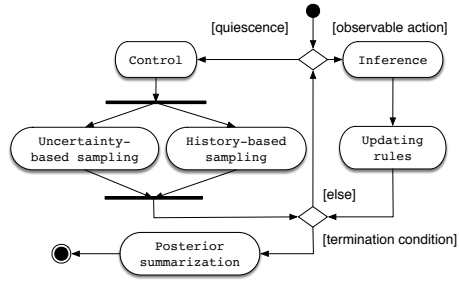 [quiescence]
[observable action]
Control
Inference
Uncertainty-
based sampling
History-based
sampling
Updating
rules
[else]
[termination condition]
Posterior
summarization